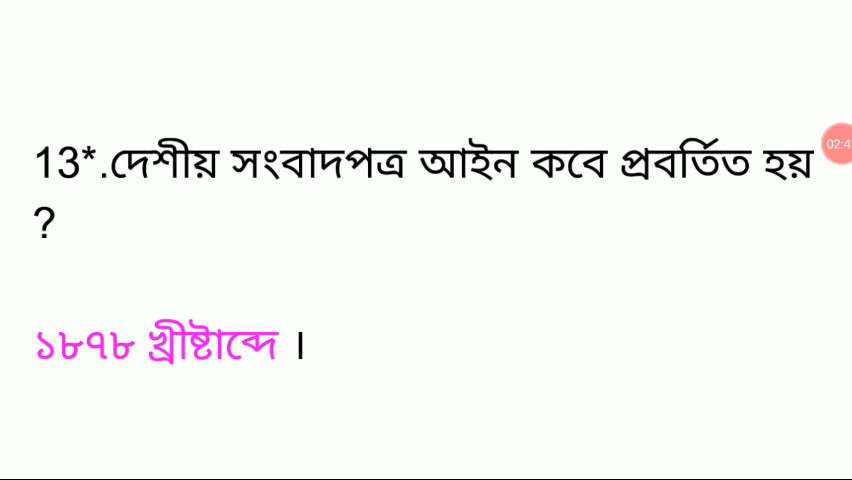 13*.দেশীয় সংবাদপত্র আইন কবে প্রবর্তিত হয়
?
১৮৭৮ খ্রীষ্টাব্দে ।